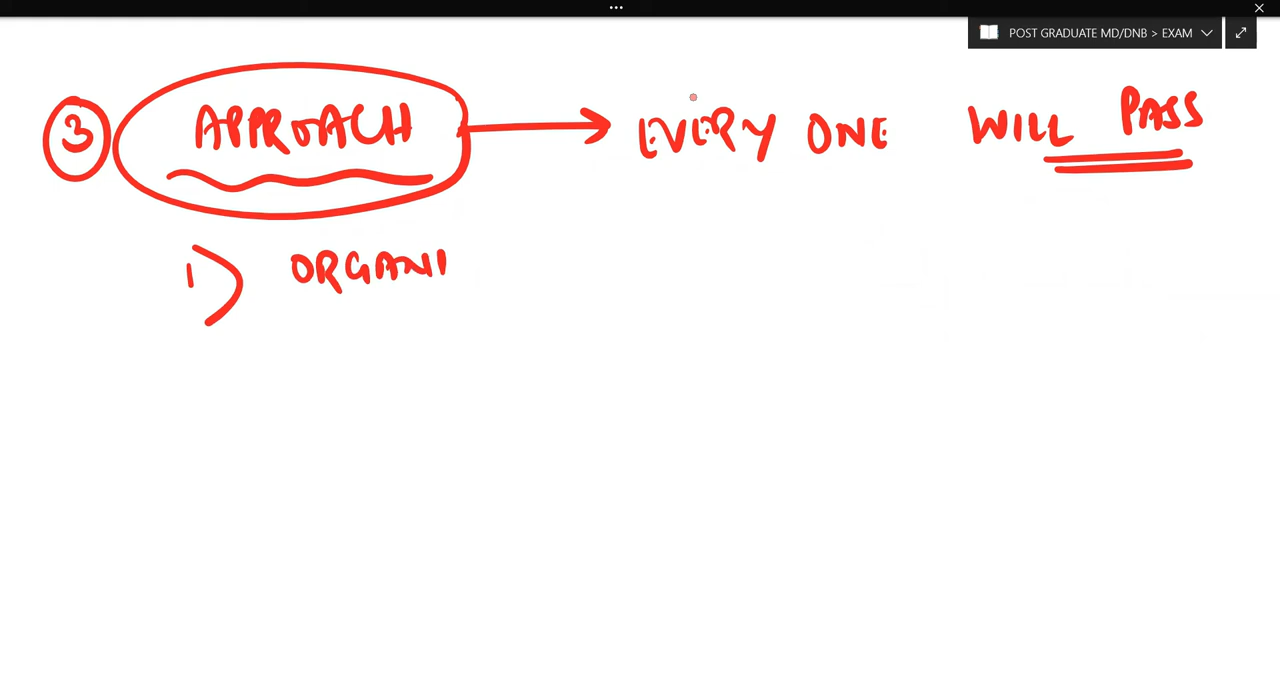 POST GRADUATE MD/DNB > EXAM
3 APPROACH → EVERY ONE WILL PASS
1) ORGANI